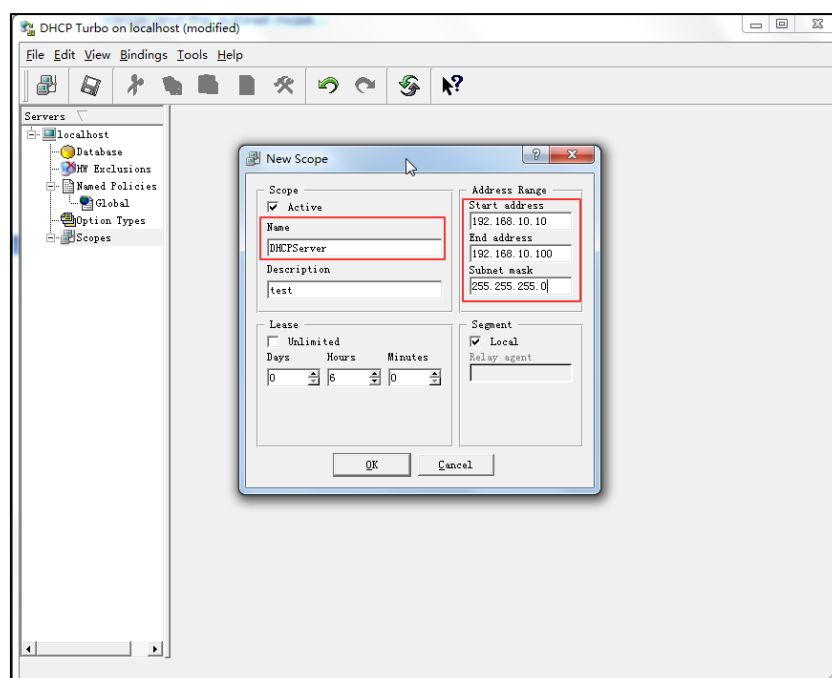 DHCP Turbo on localhost (modified)
File Edit View Bindings Tools Help
Servers
localhost
Database
HW Exclusions
Named Policies
Global
Option Types
Scopes
New Scope
Scope
Active
Name
DHCPServer
Description
test
Address Range
Start address
192.168.10.10
End address
192.168.10.100
Subnet mask
255.255.255.0
Lease
Unlimited
Days Hours Minutes
0 6 0
Segment
Local
Relay agent
OK Cancel